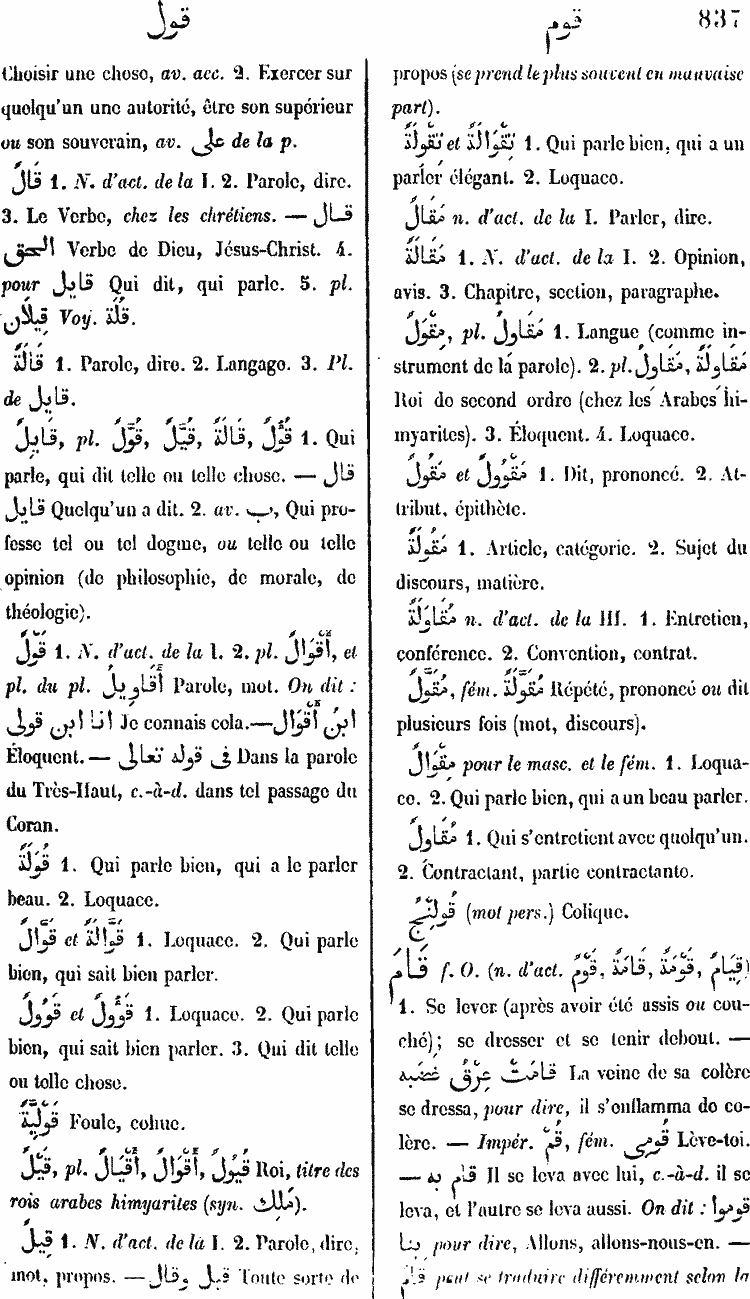 قول
قوم
837
Choisir une chose, av. acc. 2. Exercer sur
quelqu'un une autorité, être son supérieur
ou son souverain, av. على de la p.
قَالٌ 1. N. d'act. de la I. 2. Parole, dire.
3. Le Verbe, chez les chrétiens. — قال
الحق Verbe de Dieu, Jésus-Christ. 4.
pour قايل Qui dit, qui parle. 5. pl.
قِيلَان Voy. قُلَة.
قَالَةٌ 1. Parole, dire. 2. Langage. 3. Pl.
de قايل.
قَايِلٌ, pl. قُوَّلٌ, قُيَّلٌ, قَالَةٌ, قُؤُلٌ 1. Qui
parle, qui dit telle ou telle chose. — قال
قايل Quelqu'un a dit. 2. av. ب, Qui pro-
fesse tel ou tel dogme, ou telle ou telle
opinion (de philosophie, de morale, de
théologie).
قَوْلٌ 1. N. d'act. de la I. 2. pl. أَقْوَالٌ, et
pl. du pl. أَقَاوِيلُ Parole, mot. On dit :
انا ابن قولى Je connais cela.—ابنُ أَقْوَالٍ
Éloquent. — فى قوله تعالى Dans la parole
du Très-Haut, c.-à-d. dans tel passage du
Coran.
قُوَلَةٌ 1. Qui parle bien, qui a le parler
beau. 2. Loquace.
قَوَّالٌ et قَوَّالَةٌ 1. Loquace. 2. Qui parle
bien, qui sait bien parler.
قَوُولٌ et قَؤُولٌ 1. Loquace. 2. Qui parle
bien, qui sait bien parler. 3. Qui dit telle
ou telle chose.
قَوْلِيَّةٌ Foule, cohue.
قَيْلٌ, pl. أَقْيَالٌ, أَقْوَالٌ, قُيُولٌ Roi, titre des
rois arabes himyarites (syn. مَلِك).
قِيلٌ 1. N. d'act. de la I. 2. Parole, dire,
mot, propos. — قيل وقال Toute sorte de
propos (se prend le plus souvent en mauvaise
part).
تِقْوَلَةٌ et تِقْوَالَةٌ 1. Qui parle bien, qui a un
parler élégant. 2. Loquace.
مَقَالٌ n. d'act. de la I. Parler, dire.
مَقَالَةٌ 1. N. d'act. de la I. 2. Opinion,
avis. 3. Chapitre, section, paragraphe.
مِقْوَلٌ, pl. مَقَاوِلُ 1. Langue (comme in-
strument de la parole). 2. pl. مَقَاوِلُ, مَقَاوِلَةٌ
Roi de second ordre (chez les Arabes hi-
myarites). 3. Éloquent. 4. Loquace.
مَقُولٌ et مَقْوُولٌ 1. Dit, prononcé. 2. At-
tribut, épithète.
مَقُولَةٌ 1. Article, catégorie. 2. Sujet du
discours, matière.
مُقَاوَلَةٌ n. d'act. de la III. 1. Entretien,
conférence. 2. Convention, contrat.
مُقَوَّلٌ, fém. مُقَوَّلَةٌ Répété, prononcé ou dit
plusieurs fois (mot, discours).
مِقْوَالٌ pour le masc. et le fém. 1. Loqua-
ce. 2. Qui parle bien, qui a un beau parler.
مُقَاوِلٌ 1. Qui s'entretient avec quelqu'un.
2. Contractant, partie contractante.
قُولَنْجٌ (mot pers.) Colique.
قَامَ f. O. (n. d'act. قَوْمٌ, قَامَةٌ, قَوْمَةٌ, قِيَامٌ)
1. Se lever (après avoir été assis ou cou-
ché); se dresser et se tenir debout. —
قامَتْ عِرْقُ غضبه La veine de sa colère
se dressa, pour dire, il s'enflamma de co-
lère. — Impér. قُمْ, fém. قُومِى Lève-toi.
— قام به Il se leva avec lui, c.-à-d. il se
leva, et l'autre se leva aussi. On dit : قوموا
بنا pour dire, Allons, allons-nous-en. —
قام peut se traduire différemment selon la